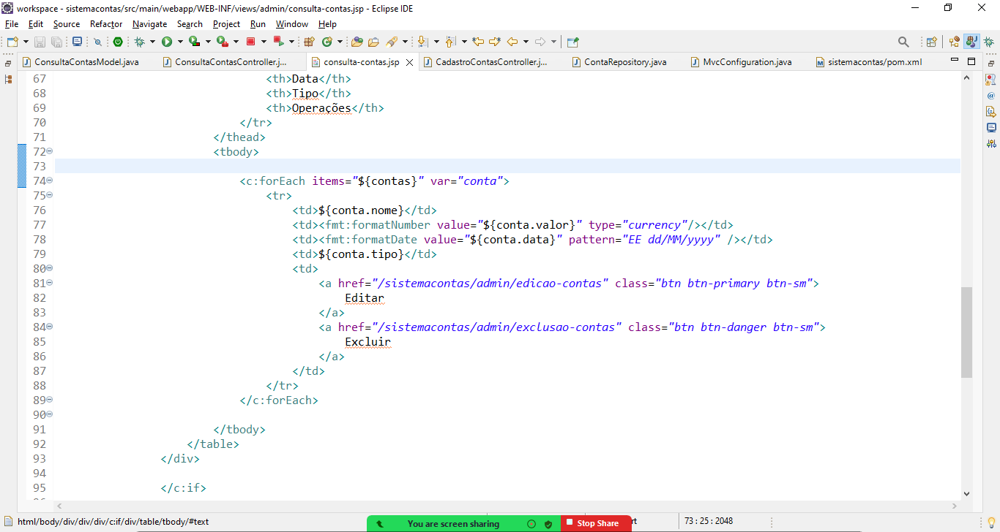 workspace - sistemacontas/src/main/webapp/WEB-INF/views/admin/consulta-contas.jsp - Eclipse IDE
File Edit Source Refactor Navigate Search Project Run Window Help
ConsultaContasModel.java ConsultaContasController.j... consulta-contas.jsp CadastroContasController.j... ContaRepository.java MvcConfiguration.java sistemacontas/pom.xml
67 <th>Data</th>
68 <th>Tipo</th>
69 <th>Operações</th>
70 </tr>
71 </thead>
72 <tbody>
73
74 <c:forEach items="${contas}" var="conta">
75 <tr>
76 <td>${conta.nome}</td>
77 <td><fmt:formatNumber value="${conta.valor}" type="currency"/></td>
78 <td><fmt:formatDate value="${conta.data}" pattern="EE dd/MM/yyyy" /></td>
79 <td>${conta.tipo}</td>
80 <td>
81 <a href="/sistemacontas/admin/edicao-contas" class="btn btn-primary btn-sm">
82 Editar
83 </a>
84 <a href="/sistemacontas/admin/exclusao-contas" class="btn btn-danger btn-sm">
85 Excluir
86 </a>
87 </td>
88 </tr>
89 </c:forEach>
90
91 </tbody>
92 </table>
93 </div>
94
95 </c:if>
html/body/div/div/div/c:if/div/table/tbody/#text You are screen sharing Stop Share 73 : 25 : 2048